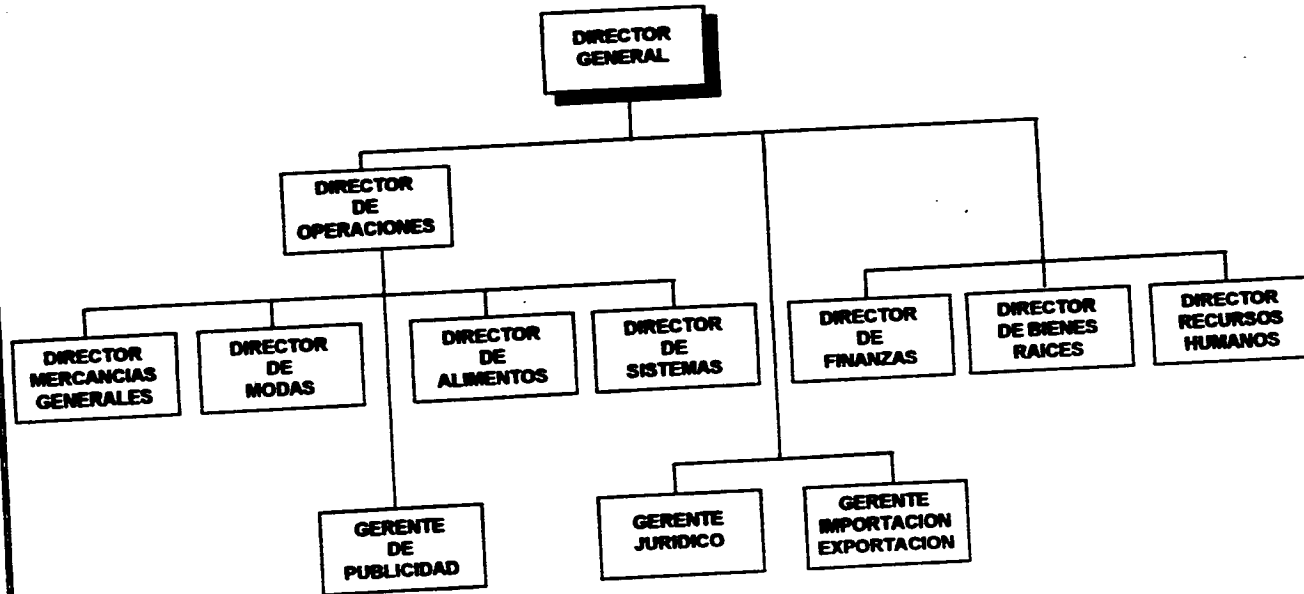 DIRECTOR
GENERAL
DIRECTOR
DE
OPERACIONES
DIRECTOR
MERCANCIAS
GENERALES
DIRECTOR
DE
MODAS
DIRECTOR
DE
ALIMENTOS
DIRECTOR
DE
SISTEMAS
DIRECTOR
DE
FINANZAS
DIRECTOR
DE BIENES
RAICES
DIRECTOR
RECURSOS
HUMANOS
GERENTE
DE
PUBLICIDAD
GERENTE
JURIDICO
GERENTE
IMPORTACION
EXPORTACION